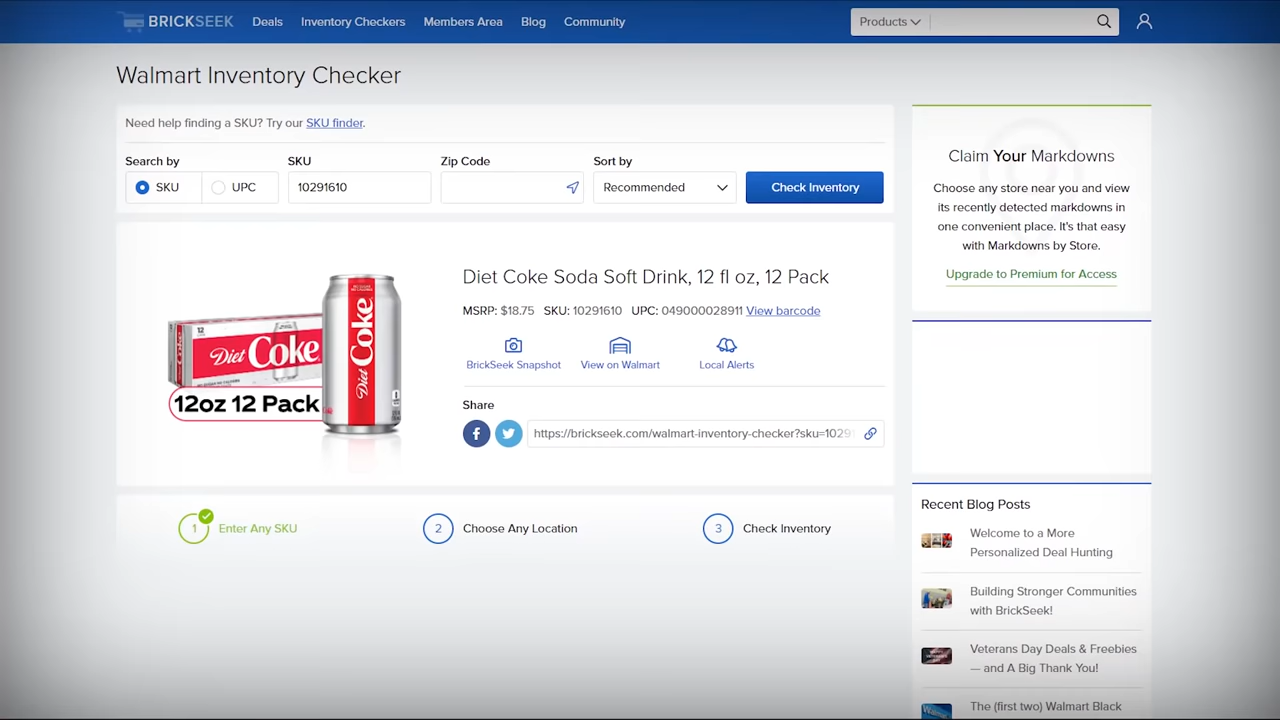 BRICKSEEK
Deals
Inventory Checkers
Members Area
Blog
Community
Products
Walmart Inventory Checker
Need help finding a SKU? Try our SKU finder.
Search by
SKU
UPC
SKU
10291610
Zip Code
Sort by
Recommended
Check Inventory
12
Diet Coke
12oz 12 Pack
Diet Coke
Diet Coke Soda Soft Drink, 12 fl oz, 12 Pack
MSRP: $18.75 SKU: 10291610 UPC: 049000028911 View barcode
BrickSeek Snapshot
View on Walmart
Local Alerts
Share
https://brickseek.com/walmart-inventory-checker?sku=1029
1 Enter Any SKU
2 Choose Any Location
3 Check Inventory
Claim Your Markdowns
Choose any store near you and view
its recently detected markdowns in
one convenient place. It's that easy
with Markdowns by Store.
Upgrade to Premium for Access
Recent Blog Posts
Welcome to a More
Personalized Deal Hunting
Building Stronger Communities
with BrickSeek!
Veterans Day Deals & Freebies
— and A Big Thank You!
The (first two) Walmart Black